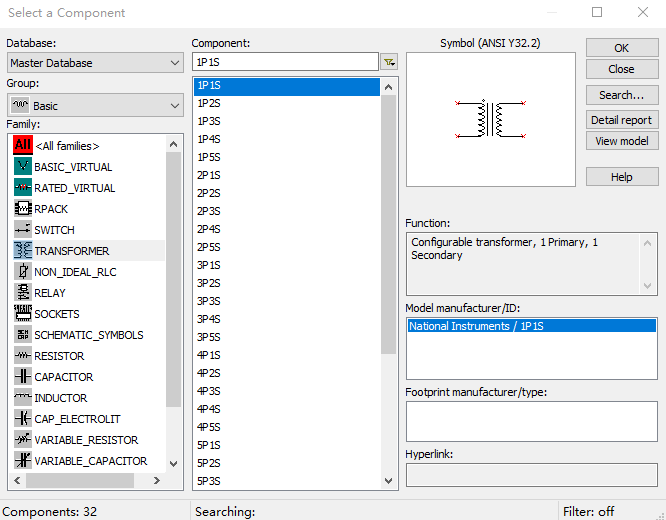 Select a Component
Database:
Master Database
Group:
Basic
Family:
All <All families>
BASIC_VIRTUAL
RATED_VIRTUAL
RPACK
SWITCH
TRANSFORMER
NON_IDEAL_RLC
RELAY
SOCKETS
SCHEMATIC_SYMBOLS
RESISTOR
CAPACITOR
INDUCTOR
CAP_ELECTROLIT
VARIABLE_RESISTOR
VARIABLE_CAPACITOR
Component:
1P1S
1P1S
1P2S
1P3S
1P4S
1P5S
2P1S
2P2S
2P3S
2P4S
2P5S
3P1S
3P2S
3P3S
3P4S
3P5S
4P1S
4P2S
4P3S
4P4S
4P5S
5P1S
5P2S
5P3S
Symbol (ANSI Y32.2)
Function:
Configurable transformer, 1 Primary, 1
Secondary
Model manufacturer/ID:
National Instruments / 1P1S
Footprint manufacturer/type:
Hyperlink:
OK
Close
Search...
Detail report
View model
Help
Components: 32
Searching:
Filter: off